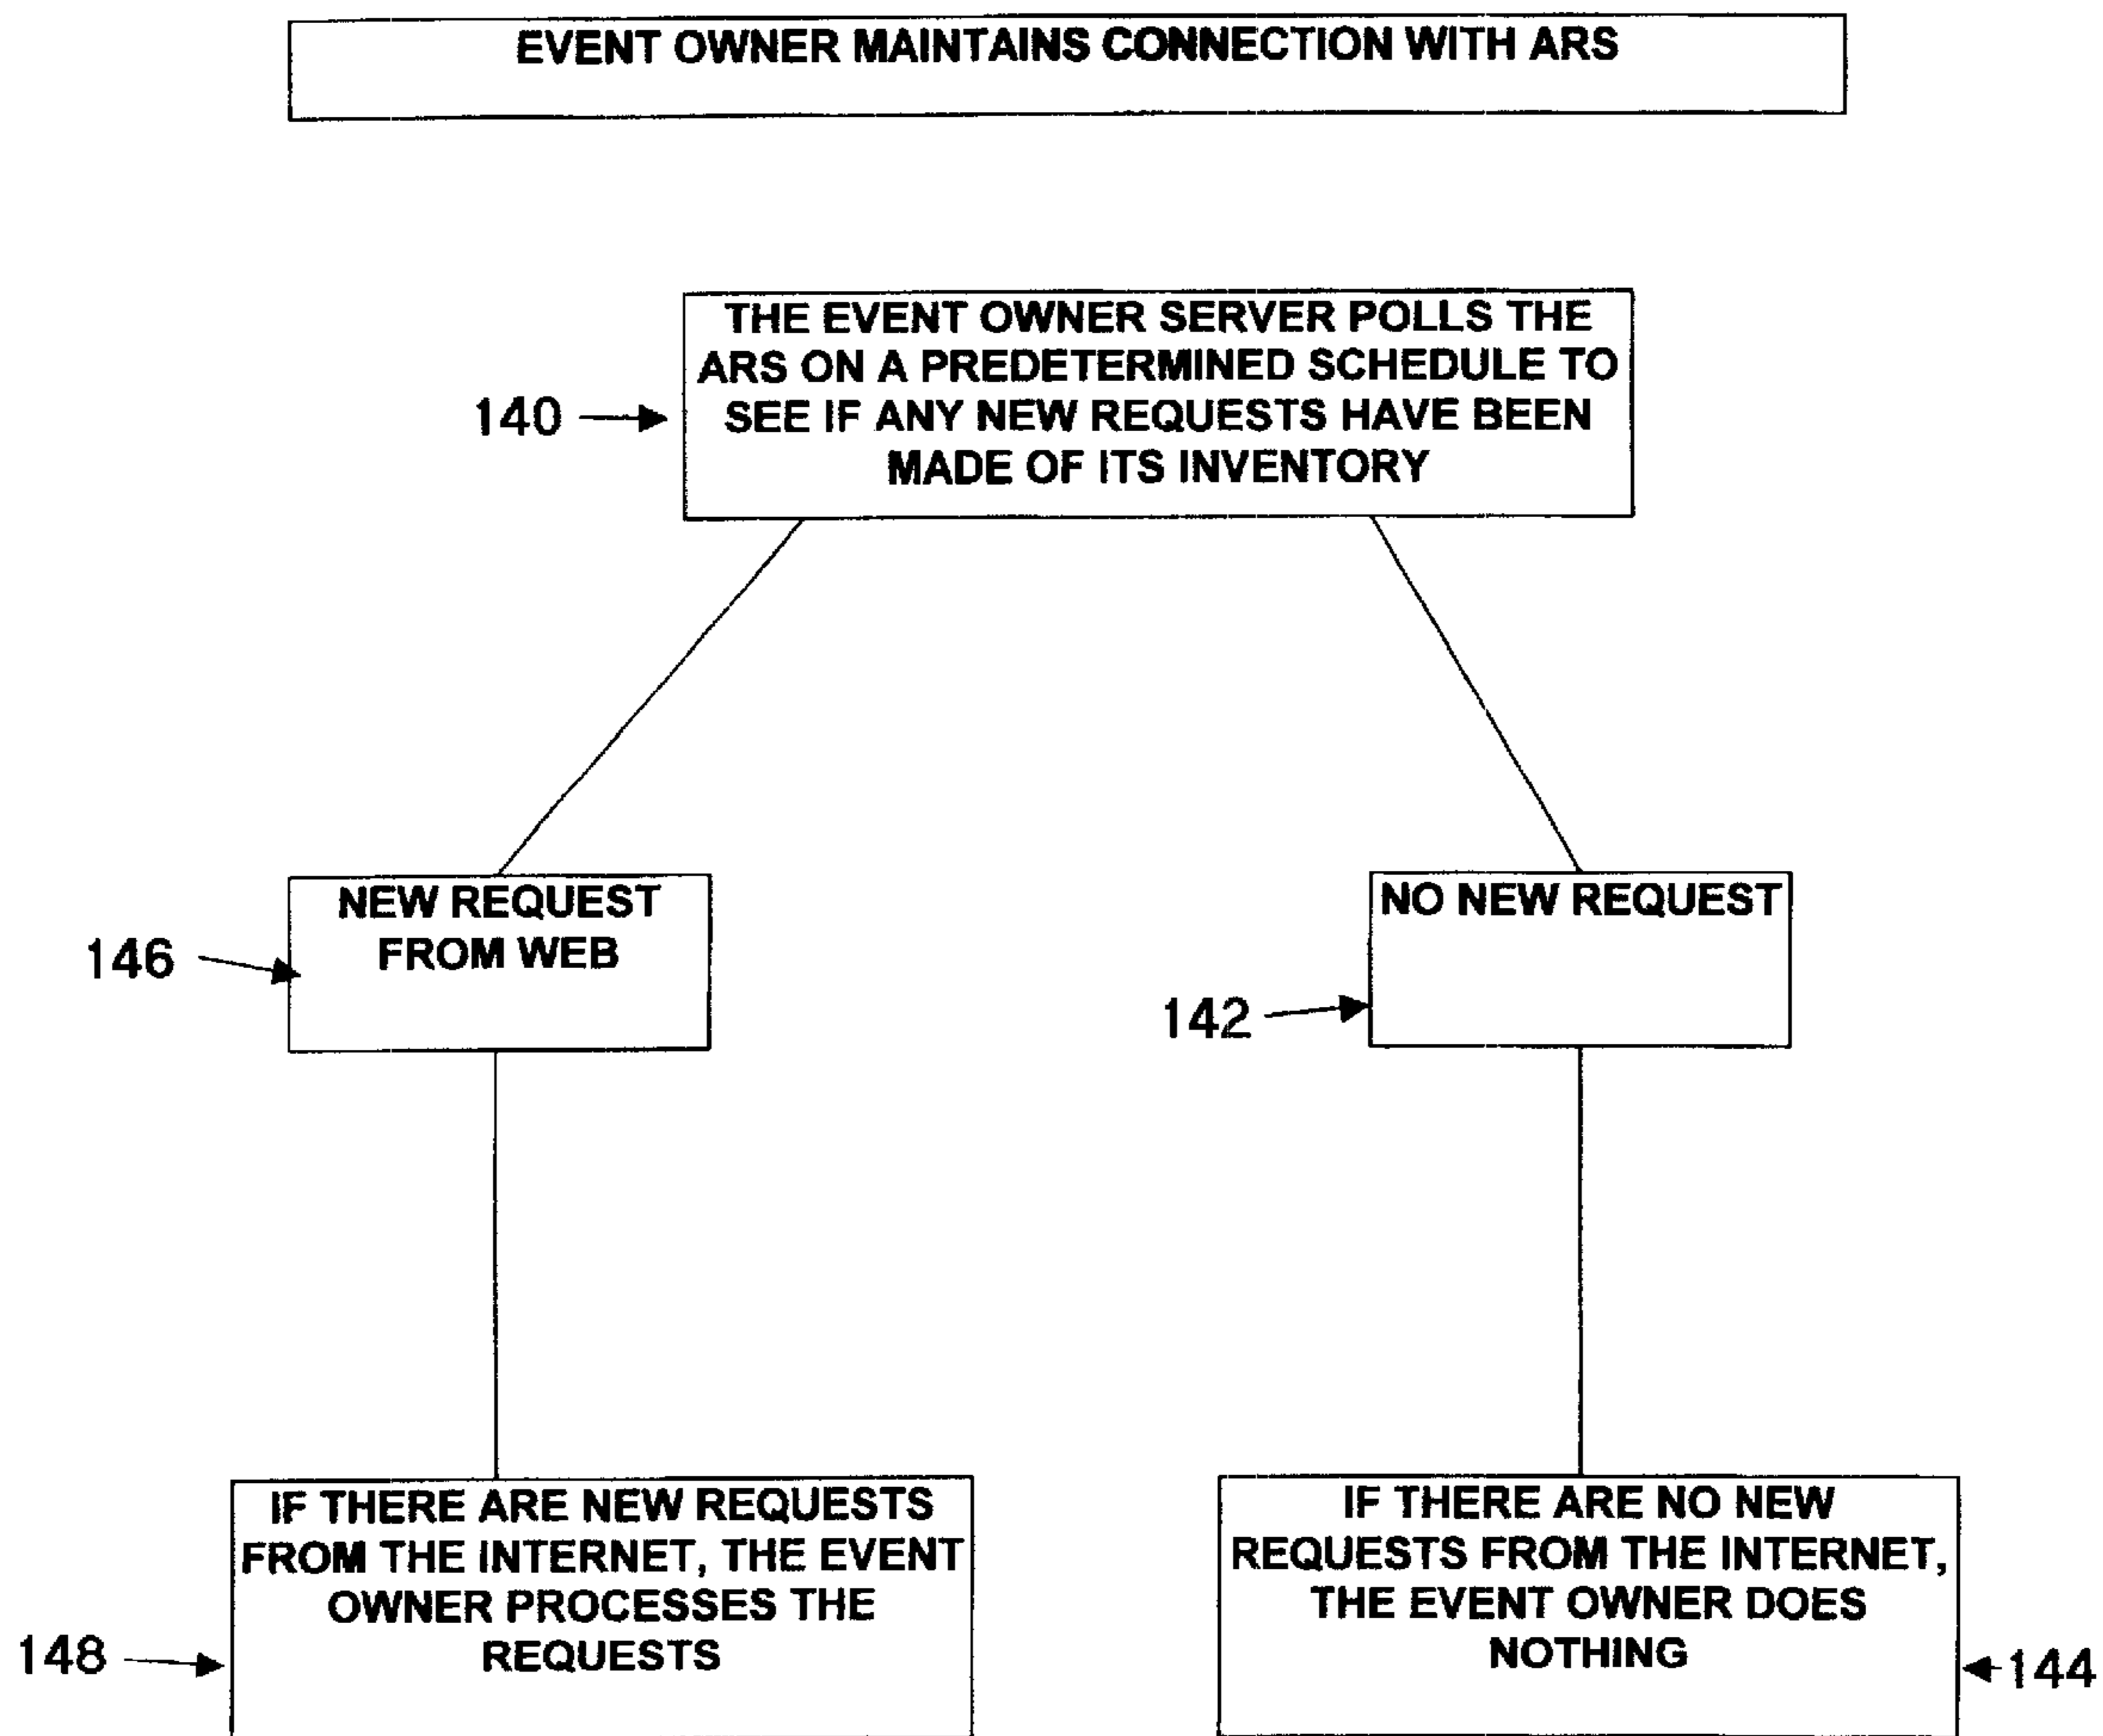 EVENT OWNER MAINTAINS CONNECTION WITH ARS
THE EVENT OWNER SERVER POLLS THE
ARS ON A PREDETERMINED SCHEDULE TO
SEE IF ANY NEW REQUESTS HAVE BEEN
MADE OF ITS INVENTORY
140
NEW REQUEST
FROM WEB
146
NO NEW REQUEST
142
IF THERE ARE NEW REQUESTS
FROM THE INTERNET, THE EVENT
OWNER PROCESSES THE
REQUESTS
148
IF THERE ARE NO NEW
REQUESTS FROM THE INTERNET,
THE EVENT OWNER DOES
NOTHING
144